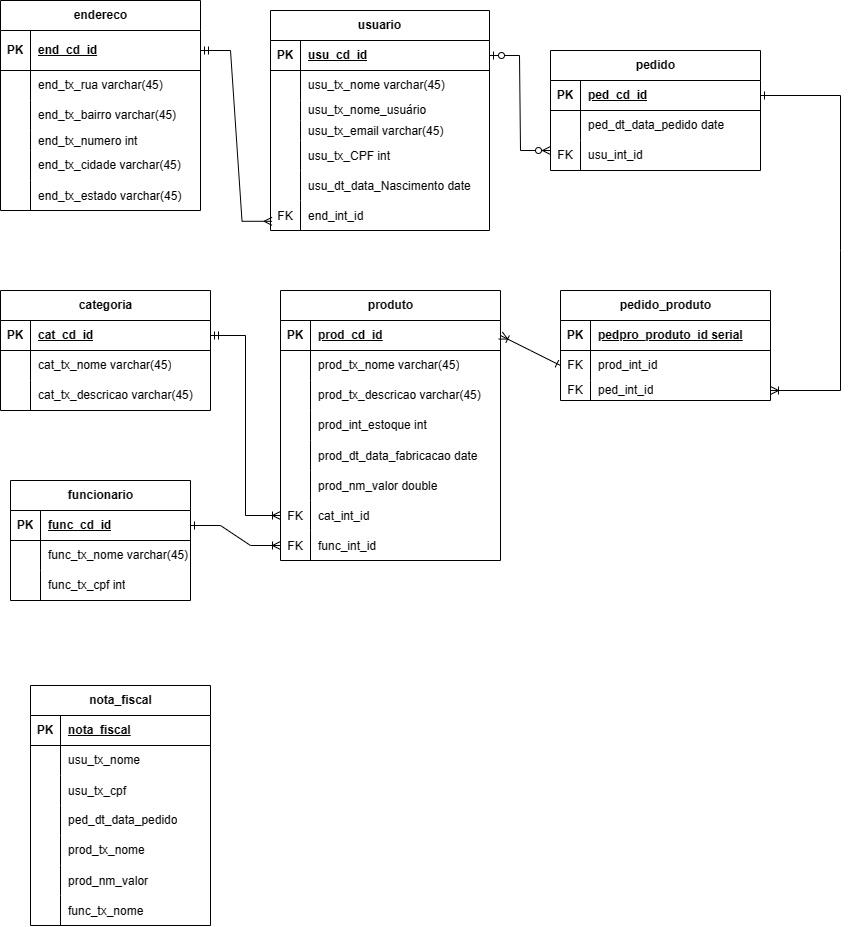 endereco
PK end_cd_id
end_tx_rua varchar(45)
end_tx_bairro varchar(45)
end_tx_numero int
end_tx_cidade varchar(45)
end_tx_estado varchar(45)
usuario
PK usu_cd_id
usu_tx_nome varchar(45)
usu_tx_nome_usuário
usu_tx_email varchar(45)
usu_tx_CPF int
usu_dt_data_Nascimento date
FK end_int_id
pedido
PK ped_cd_id
ped_dt_data_pedido date
FK usu_int_id
categoria
PK cat_cd_id
cat_tx_nome varchar(45)
cat_tx_descricao varchar(45)
produto
PK prod_cd_id
prod_tx_nome varchar(45)
prod_tx_descricao varchar(45)
prod_int_estoque int
prod_dt_data_fabricacao date
prod_nm_valor double
FK cat_int_id
FK func_int_id
pedido_produto
PK pedpro_produto_id serial
FK prod_int_id
FK ped_int_id
funcionario
PK func_cd_id
func_tx_nome varchar(45)
func_tx_cpf int
nota_fiscal
PK nota_fiscal
usu_tx_nome
usu_tx_cpf
ped_dt_data_pedido
prod_tx_nome
prod_nm_valor
func_tx_nome